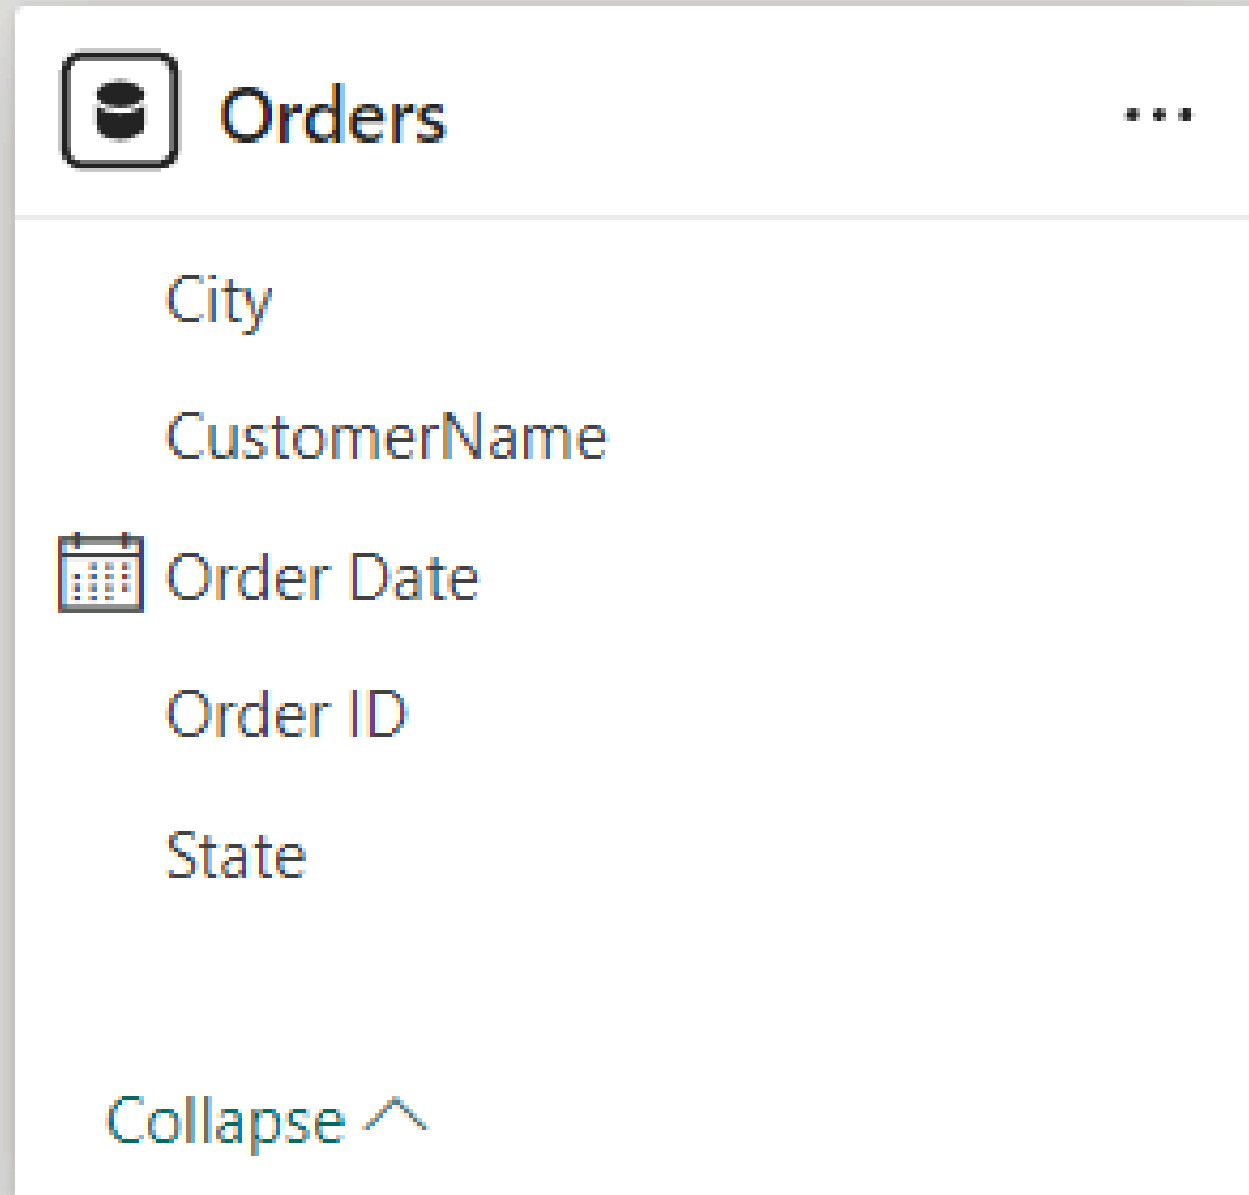 Orders
City
CustomerName
Order Date
Order ID
State
Collapse